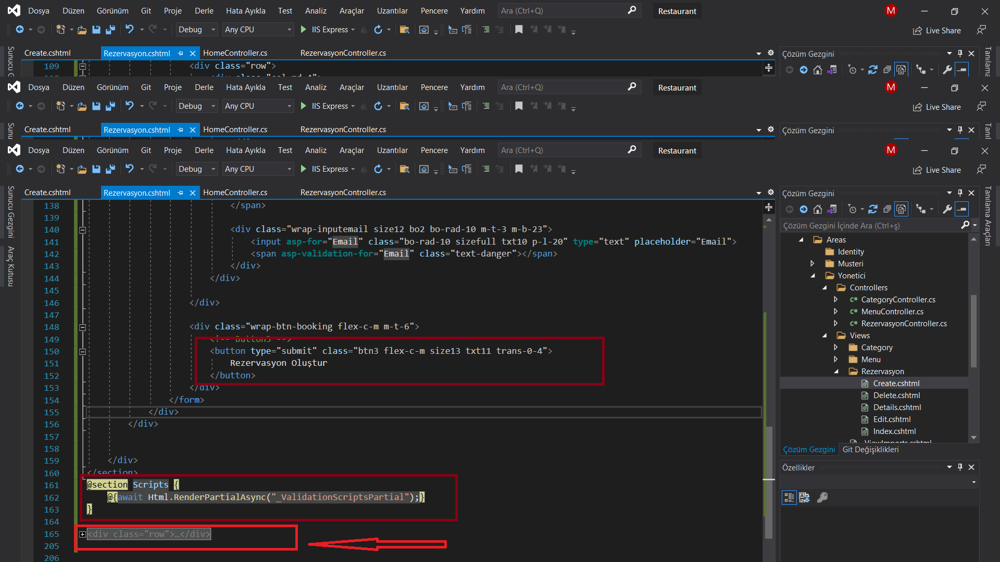 Dosya Düzen Görünüm Git Proje Derle Hata Ayıkla Test Analiz Araçlar Uzantılar Pencere Yardım Ara (Ctrl+Q) Restaurant M
Debug Any CPU IIS Express Live Share
Create.cshtml Rezervasyon.cshtml HomeController.cs RezervasyonController.cs Çözüm Gezgini
109 <div class="row">
Dosya Düzen Görünüm Git Proje Derle Hata Ayıkla Test Analiz Araçlar Uzantılar Pencere Yardım Ara (Ctrl+Q) Restaurant M
Debug Any CPU IIS Express Live Share
Create.cshtml Rezervasyon.cshtml HomeController.cs RezervasyonController.cs Çözüm Gezgini
Dosya Düzen Görünüm Git Proje Derle Hata Ayıkla Test Analiz Araçlar Uzantılar Pencere Yardım Ara (Ctrl+Q) Restaurant M
Debug Any CPU IIS Express Live Share
Create.cshtml Rezervasyon.cshtml HomeController.cs RezervasyonController.cs
Sunucu Gezgini
Araç Kutusu
138 </span>
139
140 <div class="wrap-inputemail size12 bo2 bo-rad-10 m-t-3 m-b-23">
141 <input asp-for="Email" class="bo-rad-10 sizefull txt10 p-l-20" type="text" placeholder="Email">
142 <span asp-validation-for="Email" class="text-danger"></span>
143 </div>
144 </div>
145
146 </div>
147
148 <div class="wrap-btn-booking flex-c-m m-t-6">
149 <!-- Button3 -->
150 <button type="submit" class="btn3 flex-c-m size13 txt11 trans-0-4">
151 Rezervasyon Oluştur
152 </button>
153 </div>
154 </form>
155 </div>
156 </div>
157
158
159 </div>
160 </section>
161 @section Scripts {
162 @{await Html.RenderPartialAsync("_ValidationScriptsPartial");}
163 }
164
165 <div class="row">…</div>
205
206
Çözüm Gezgini
Çözüm Gezgini İçinde Ara (Ctrl+ş)
Areas
Identity
Musteri
Yonetici
Controllers
C# CategoryController.cs
C# MenuController.cs
C# RezervasyonController.cs
Views
Category
Menu
Rezervasyon
Create.cshtml
Delete.cshtml
Details.cshtml
Edit.cshtml
Index.cshtml
_ViewImports.cshtml
Çözüm Gezgini Git Değişiklikleri
Özellikler
Tanılama Araçları